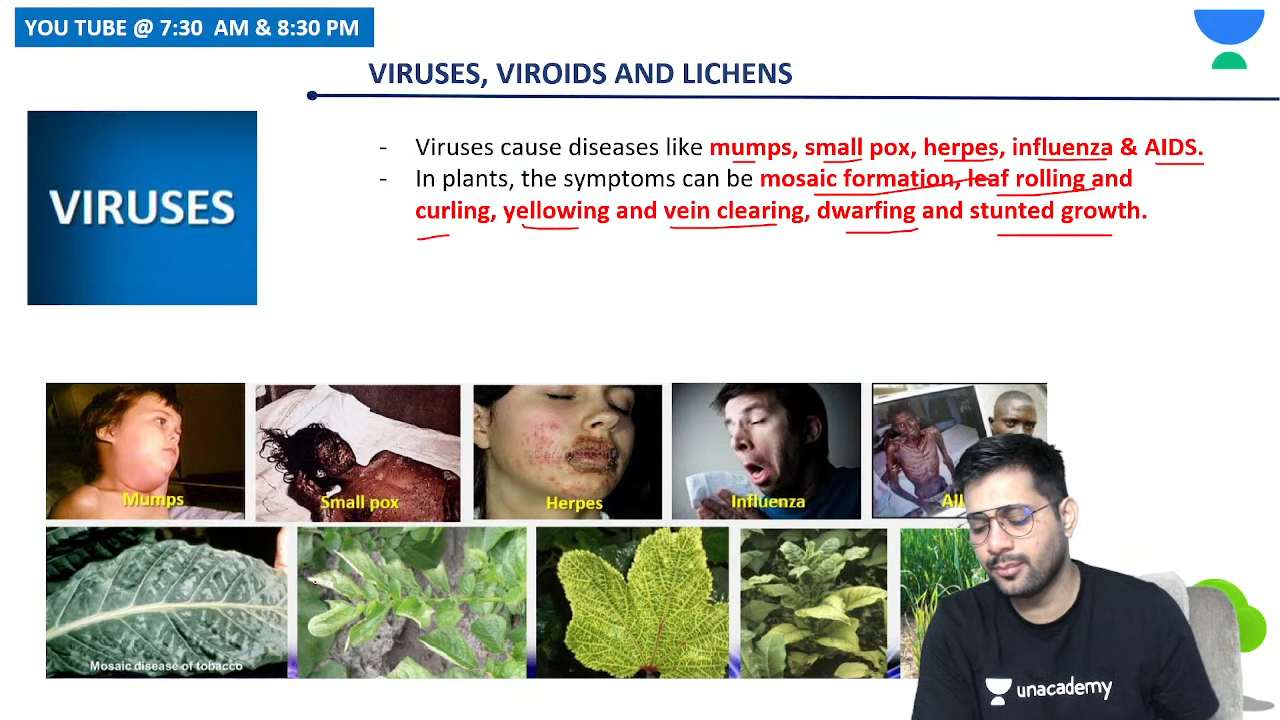 YOU TUBE @ 7:30 AM & 8:30 PM
VIRUSES, VIROIDS AND LICHENS
VIRUSES
- Viruses cause diseases like mumps, small pox, herpes, influenza & AIDS.
- In plants, the symptoms can be mosaic formation, leaf rolling and
curling, yellowing and vein clearing, dwarfing and stunted growth.
Mumps
Small pox
Herpes
Influenza
Mosaic disease of tobacco
unacademy